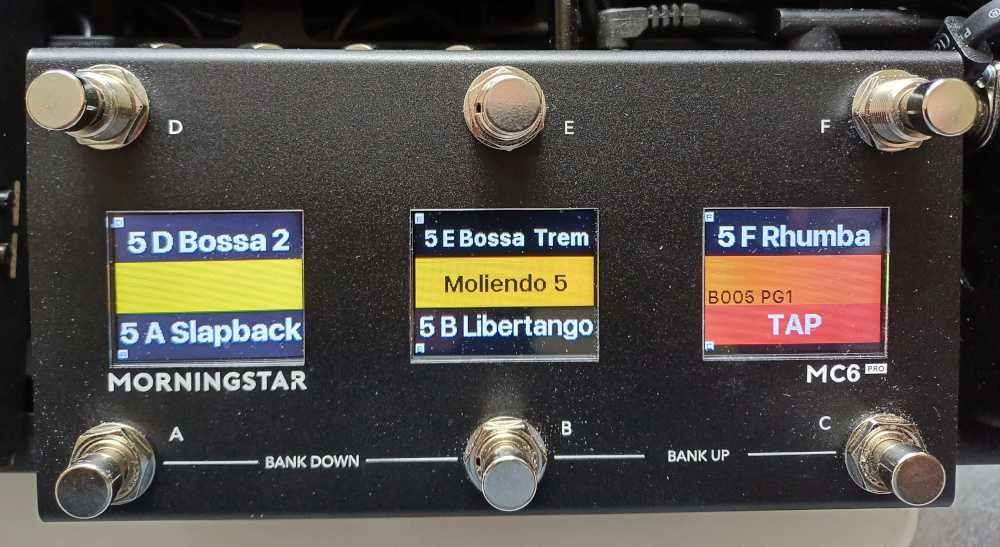 D
E
F
5 D Bossa 2
5 E Bossa Trem
5 F Rhumba
Moliendo 5
B005 PG1
5 A Slapback
5 B Libertango
TAP
MORNINGSTAR
MC6 PRO
A
B
C
BANK DOWN
BANK UP